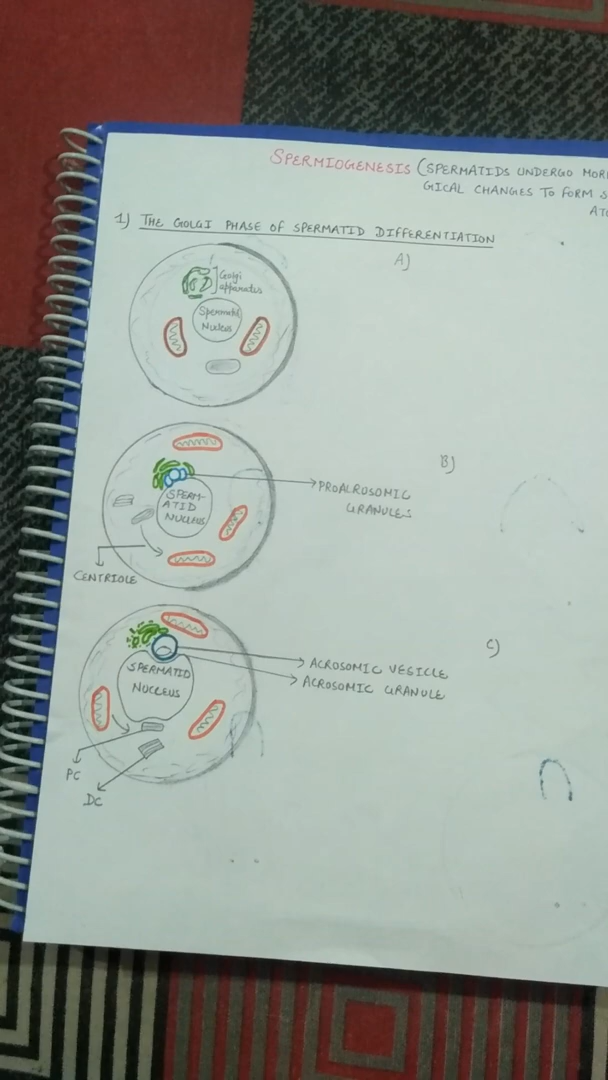 SPERMIOGENESIS (SPERMATIDS UNDERGO
GICAL CHANGES TO FORM
1) THE GOLGI PHASE OF SPERMATID DIFFERENTIATION
A)
Golgi
apparatus
Spermatid
Nucleus
B)
PROACROSOMIC
GRANULES
SPERM-
ATID
NUCLEUS
CENTRIOLE
C)
ACROSOMIC VESICLE
ACROSOMIC GRANULE
SPERMATID
NUCLEUS
PC
DC